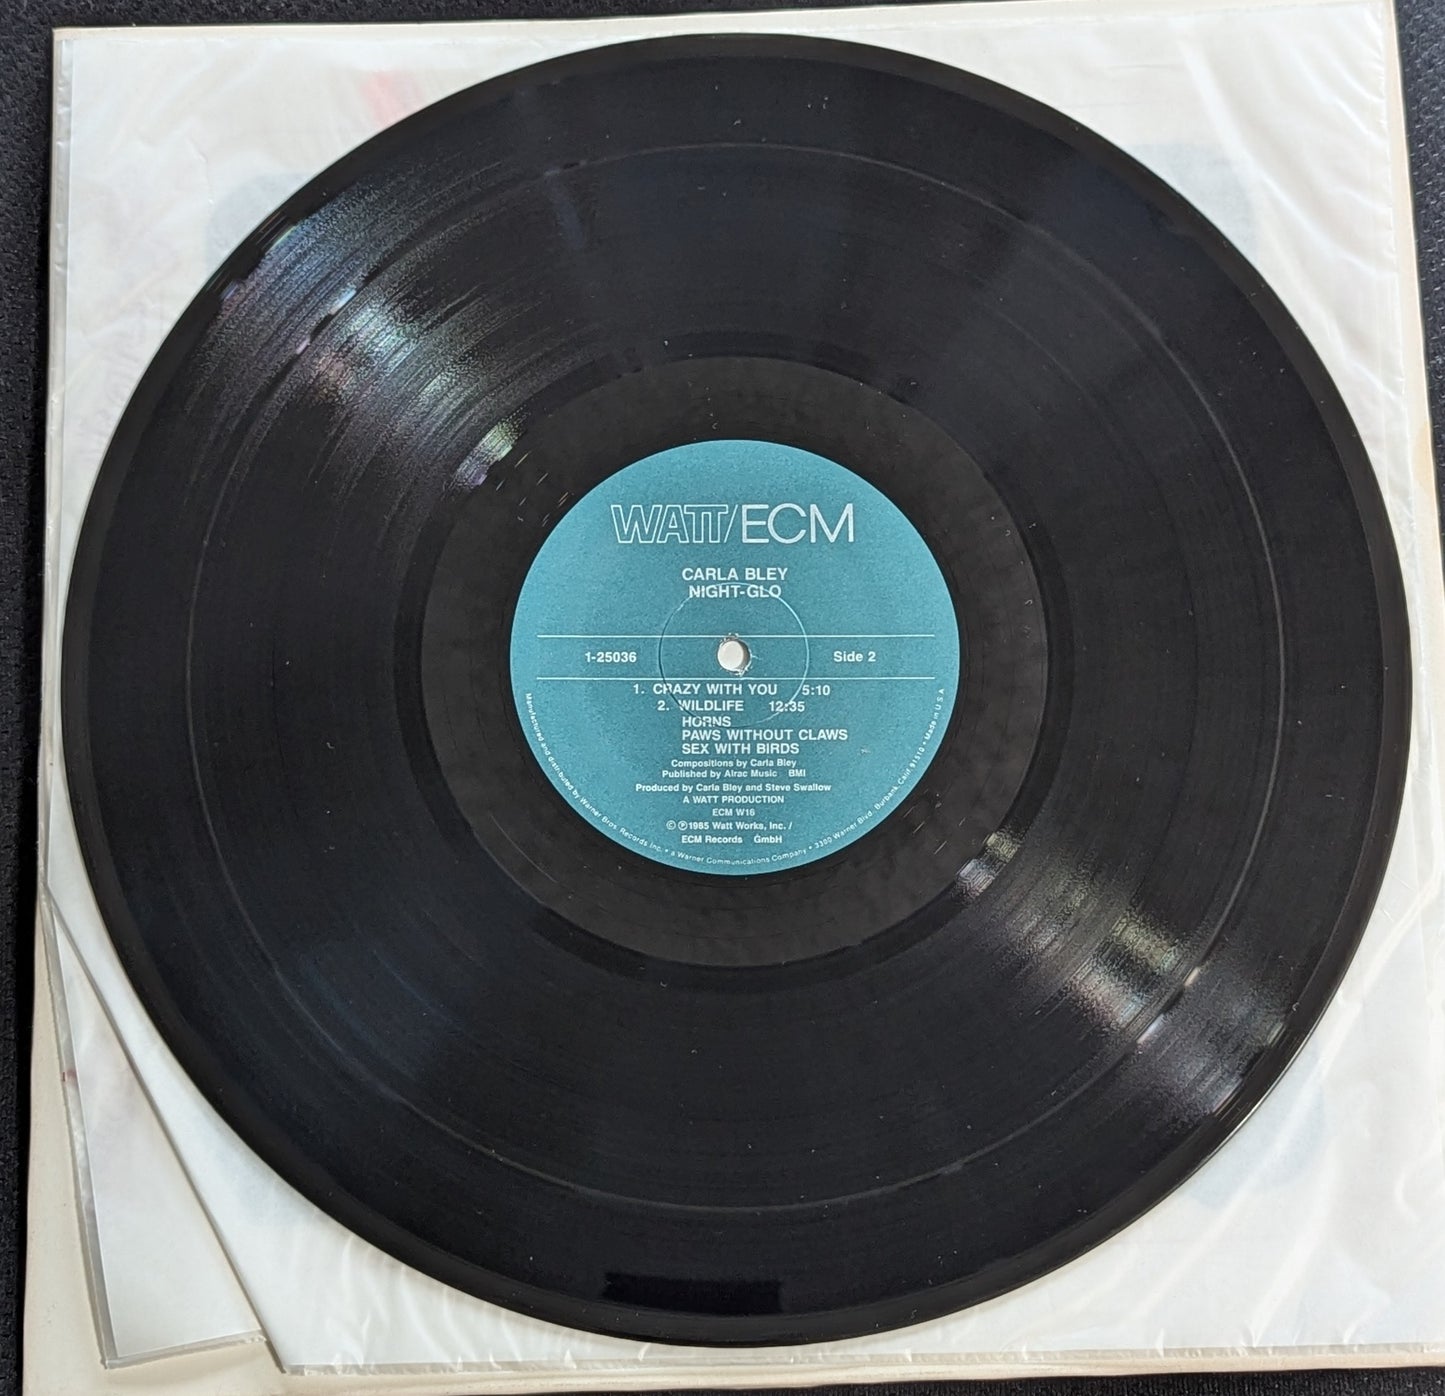 WATT/ECM
CARLA BLEY
NIGHT-GLO
1-25036 Side 2
1. CRAZY WITH YOU 5:10
2. WILDLIFE 12:35
HORNS
PAWS WITHOUT CLAWS
SEX WITH BIRDS
Compositions by Carla Bley
Published by Alrac Music BMI
Produced by Carla Bley and Steve Swallow
A WATT PRODUCTION
ECM W16
© ℗ 1985 Watt Works, Inc. /
ECM Records GmbH
Manufactured and distributed by Warner Bros. Records Inc. • a Warner Communications Company • 3300 Warner Blvd., Burbank, Calif. 91510 • Made in U.S.A.